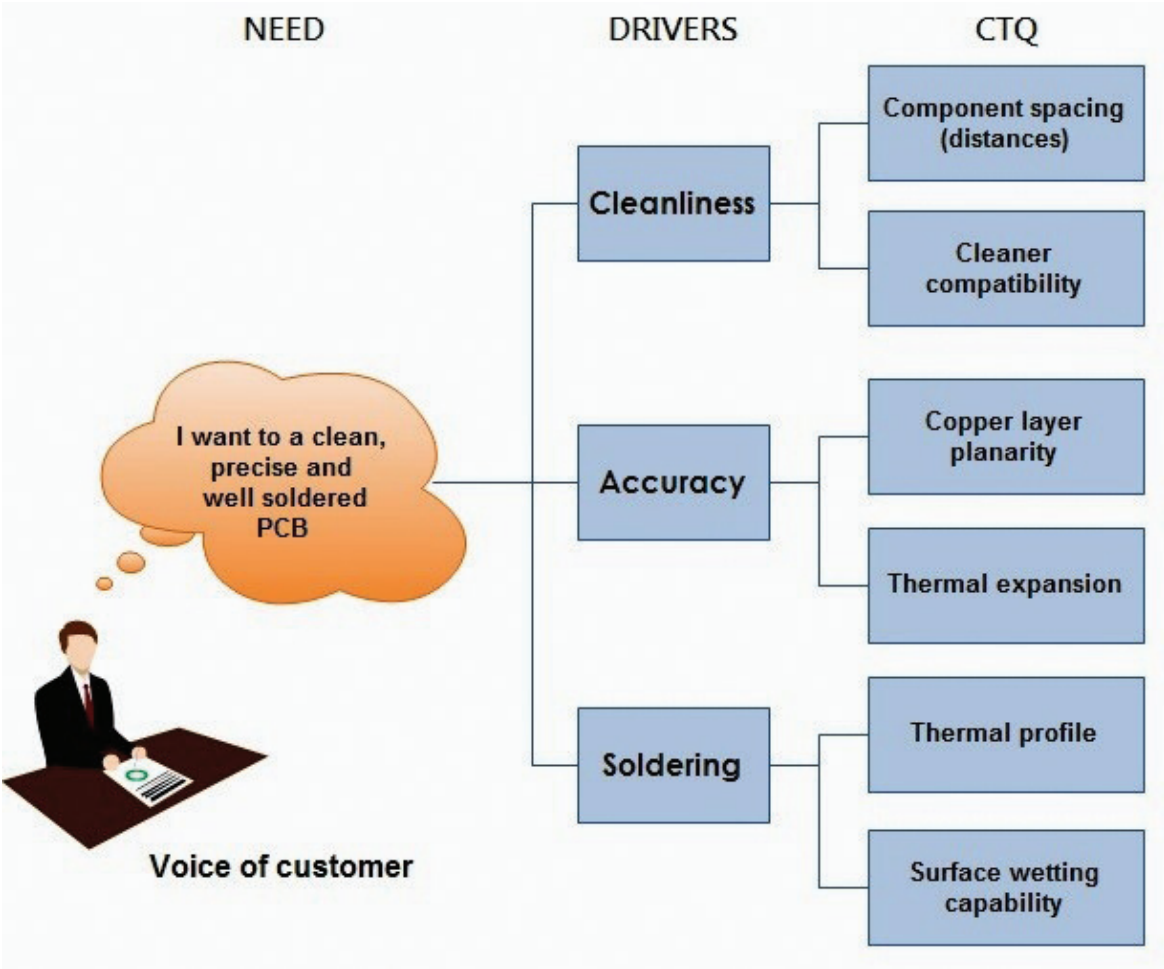 NEED
DRIVERS
CTQ
Component spacing
(distances)
Cleanliness
Cleaner
compatibility
I want to a clean,
precise and
well soldered
PCB
Copper layer
planarity
Accuracy
Thermal expansion
Thermal profile
Soldering
Surface wetting
capability
Voice of customer